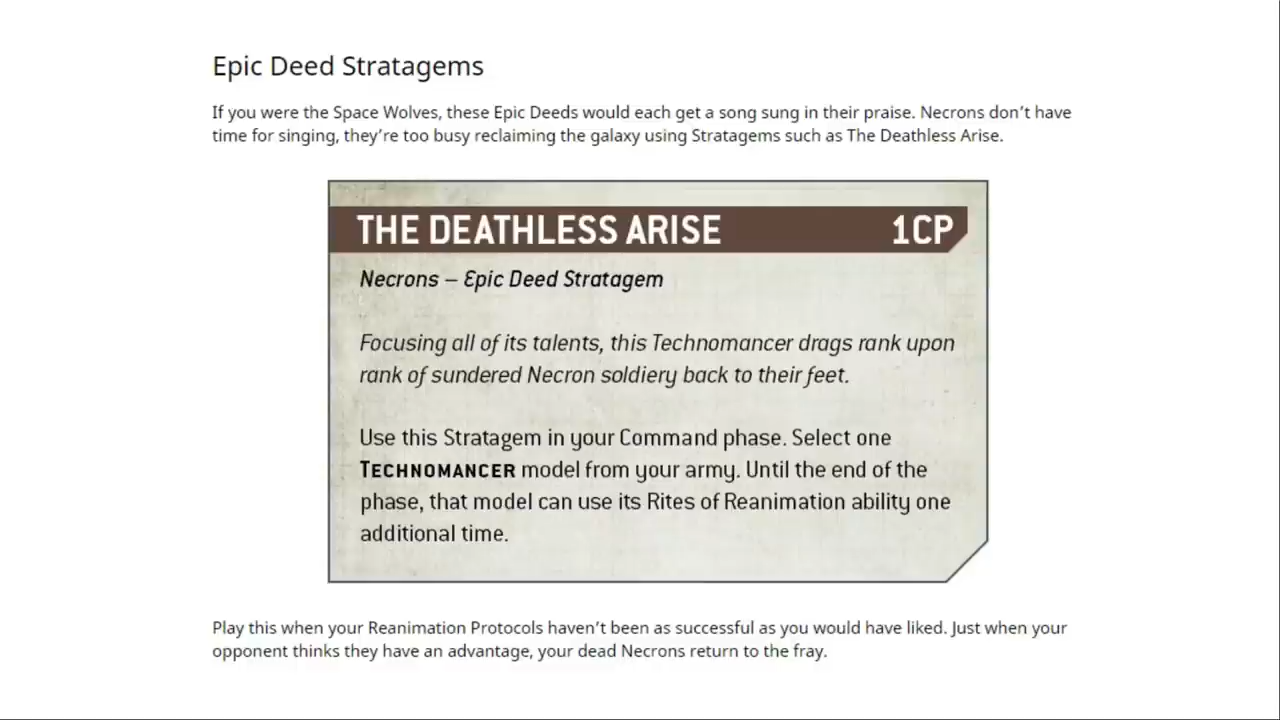 Epic Deed Stratagems
If you were the Space Wolves, these Epic Deeds would each get a song sung in their praise. Necrons don’t have
time for singing, they’re too busy reclaiming the galaxy using Stratagems such as The Deathless Arise.
THE DEATHLESS ARISE 1CP
Necrons – Epic Deed Stratagem
Focusing all of its talents, this Technomancer drags rank upon
rank of sundered Necron soldiery back to their feet.
Use this Stratagem in your Command phase. Select one
TECHNOMANCER model from your army. Until the end of the
phase, that model can use its Rites of Reanimation ability one
additional time.
Play this when your Reanimation Protocols haven’t been as successful as you would have liked. Just when your
opponent thinks they have an advantage, your dead Necrons return to the fray.